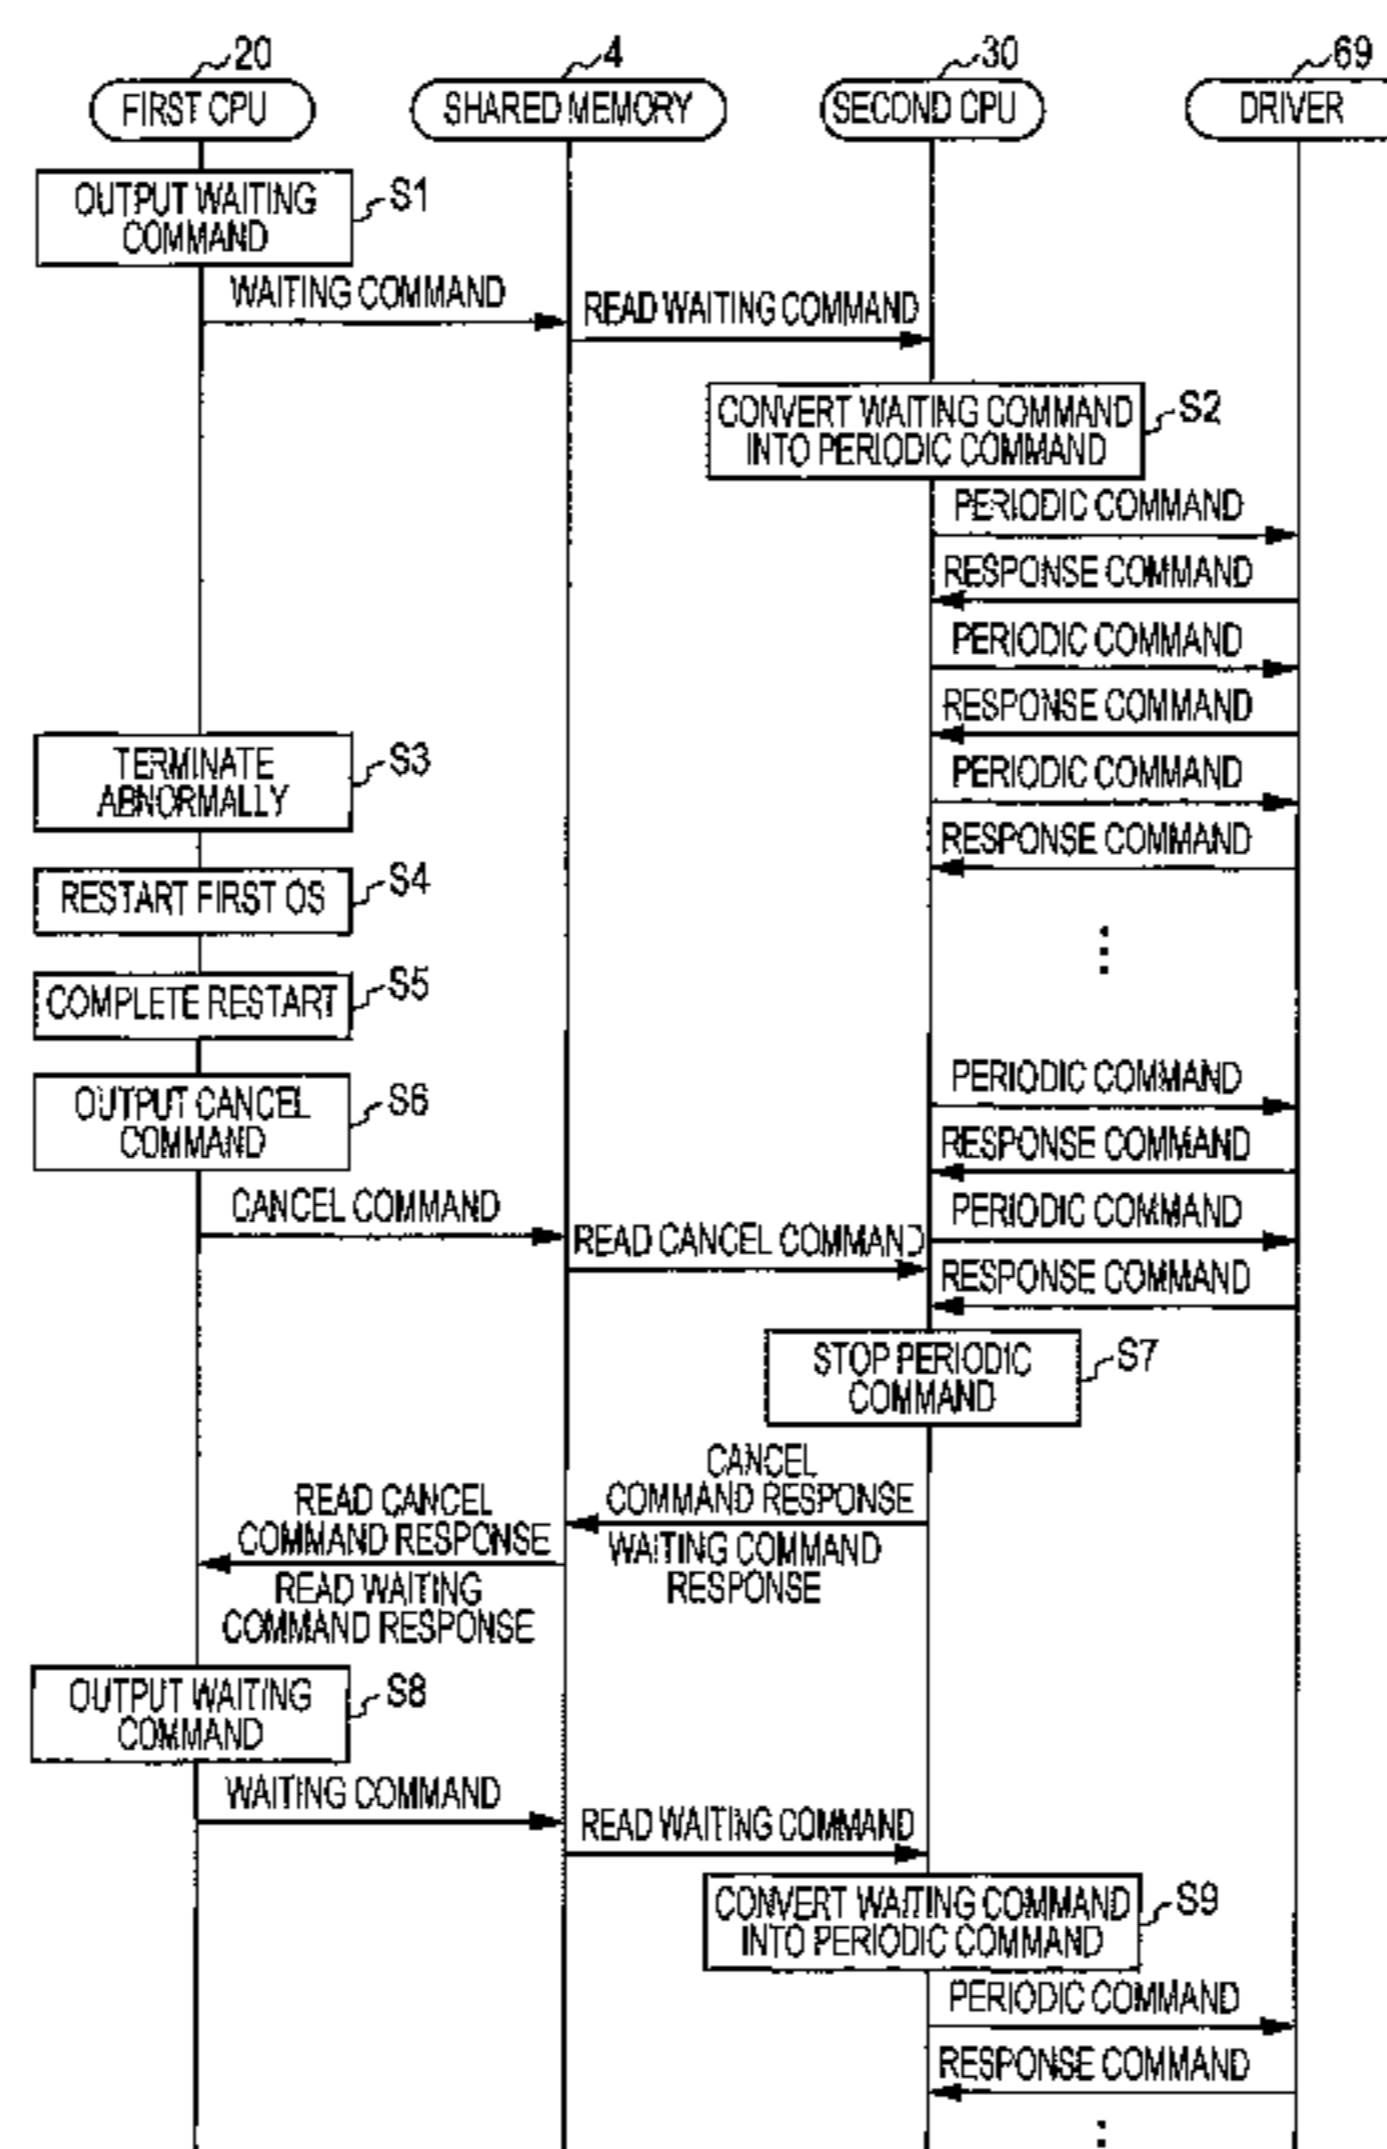 20
4
30
69
FIRST CPU
SHARED MEMORY
SECOND CPU
DRIVER
OUTPUT WAITING
COMMAND
S1
WAITING COMMAND
READ WAITING COMMAND
CONVERT WAITING COMMAND
INTO PERIODIC COMMAND
S2
PERIODIC COMMAND
RESPONSE COMMAND
PERIODIC COMMAND
RESPONSE COMMAND
TERMINATE
ABNORMALLY
S3
PERIODIC COMMAND
RESPONSE COMMAND
RESTART FIRST OS
S4
COMPLETE RESTART
S5
OUTPUT CANCEL
COMMAND
S6
PERIODIC COMMAND
RESPONSE COMMAND
CANCEL COMMAND
READ CANCEL COMMAND
PERIODIC COMMAND
RESPONSE COMMAND
STOP PERIODIC
COMMAND
S7
CANCEL
COMMAND RESPONSE
WAITING COMMAND
RESPONSE
READ CANCEL
COMMAND RESPONSE
READ WAITING
COMMAND RESPONSE
OUTPUT WAITING
COMMAND
S8
WAITING COMMAND
READ WAITING COMMAND
CONVERT WAITING COMMAND
INTO PERIODIC COMMAND
S9
PERIODIC COMMAND
RESPONSE COMMAND